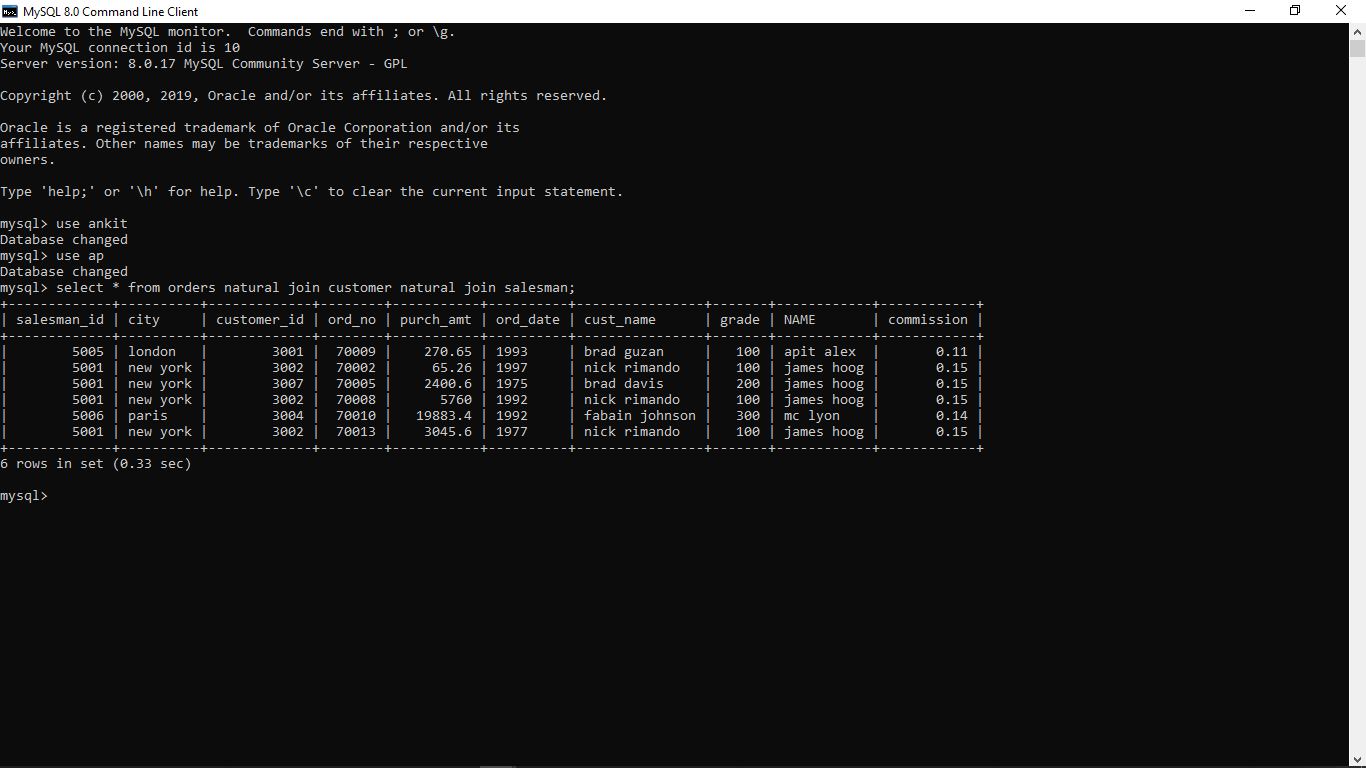 MySQL 8.0 Command Line Client
Welcome to the MySQL monitor.  Commands end with ; or \g.
Your MySQL connection id is 10
Server version: 8.0.17 MySQL Community Server - GPL
Copyright (c) 2000, 2019, Oracle and/or its affiliates. All rights reserved.
Oracle is a registered trademark of Oracle Corporation and/or its
affiliates. Other names may be trademarks of their respective
owners.
Type 'help;' or '\h' for help. Type '\c' to clear the current input statement.
mysql> use ankit
Database changed
mysql> use ap
Database changed
mysql> select * from orders natural join customer natural join salesman;
+-------------+----------+-------------+--------+-----------+----------+----------------+-------+------------+------------+
| salesman_id | city     | customer_id | ord_no | purch_amt | ord_date | cust_name      | grade | NAME       | commission |
+-------------+----------+-------------+--------+-----------+----------+----------------+-------+------------+------------+
|        5005 | london   |        3001 |  70009 |    270.65 | 1993     | brad guzan     |   100 | apit alex  |       0.11 |
|        5001 | new york |        3002 |  70002 |     65.26 | 1997     | nick rimando   |   100 | james hoog |       0.15 |
|        5001 | new york |        3007 |  70005 |    2400.6 | 1975     | brad davis     |   200 | james hoog |       0.15 |
|        5001 | new york |        3002 |  70008 |      5760 | 1992     | nick rimando   |   100 | james hoog |       0.15 |
|        5006 | paris    |        3004 |  70010 |   19883.4 | 1992     | fabain johnson |   300 | mc lyon    |       0.14 |
|        5001 | new york |        3002 |  70013 |    3045.6 | 1977     | nick rimando   |   100 | james hoog |       0.15 |
+-------------+----------+-------------+--------+-----------+----------+----------------+-------+------------+------------+
6 rows in set (0.33 sec)
mysql>